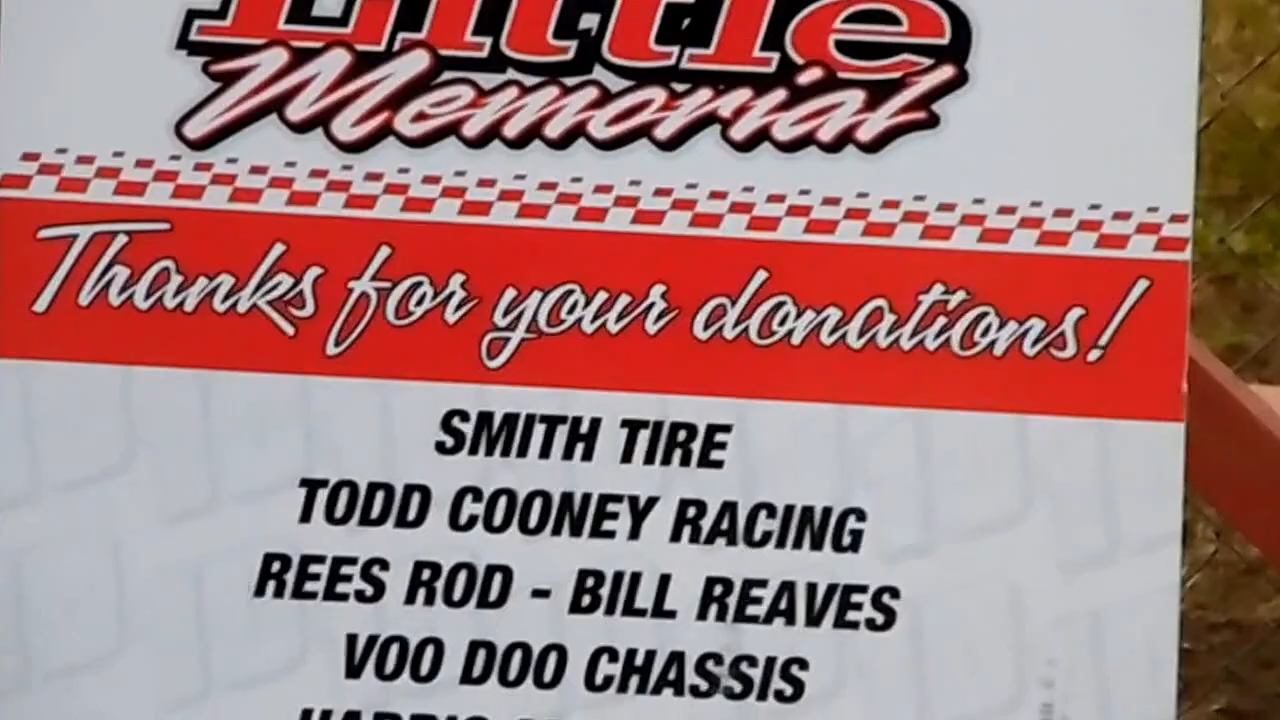 Little
Memorial
Thanks for your donations!
SMITH TIRE
TODD COONEY RACING
REES ROD - BILL REAVES
VOO DOO CHASSIS